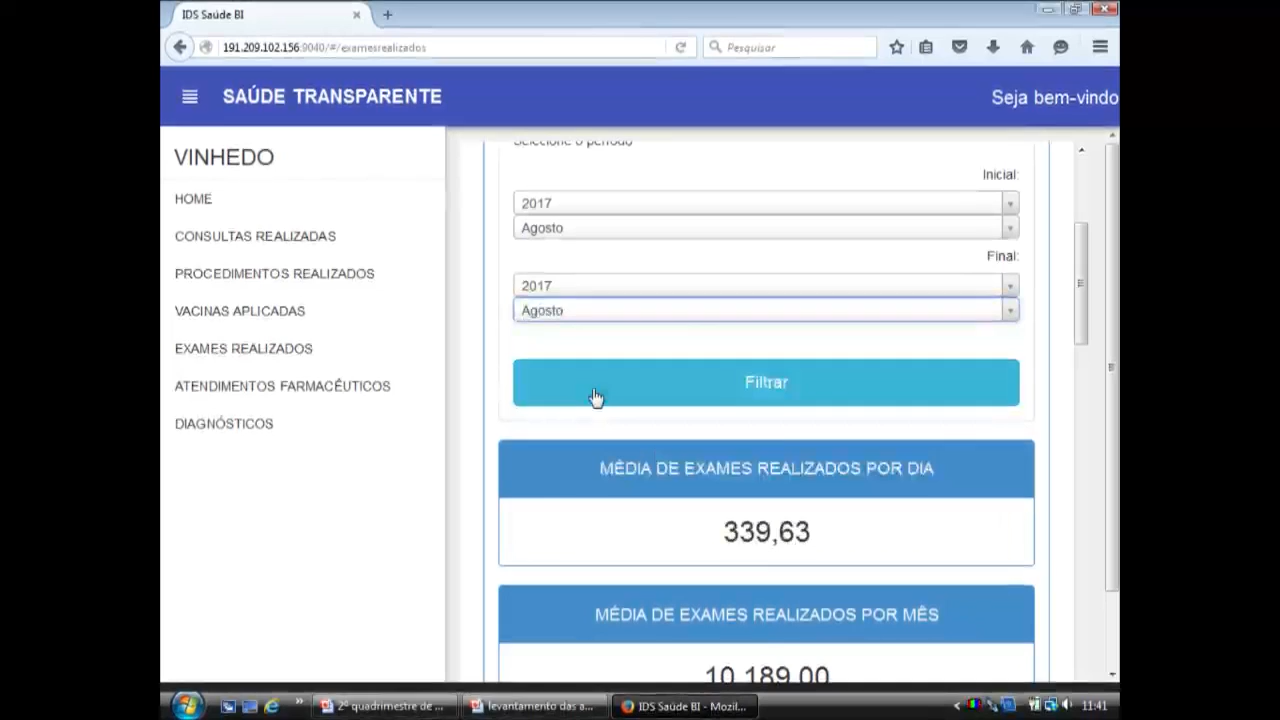 IDS Saúde BI
191.209.102.156:9040/#/examesrealizados
Pesquisar
SAÚDE TRANSPARENTE
Seja bem-vindo
VINHEDO
HOME
CONSULTAS REALIZADAS
PROCEDIMENTOS REALIZADOS
VACINAS APLICADAS
EXAMES REALIZADOS
ATENDIMENTOS FARMACÊUTICOS
DIAGNÓSTICOS
Selecione o período
Inicial:
2017
Agosto
Final:
2017
Agosto
Filtrar
MÉDIA DE EXAMES REALIZADOS POR DIA
339,63
MÉDIA DE EXAMES REALIZADOS POR MÊS
10.189,00
2º quadrimestre de ...
levantamento das a...
IDS Saúde BI - Mozil...
11:41